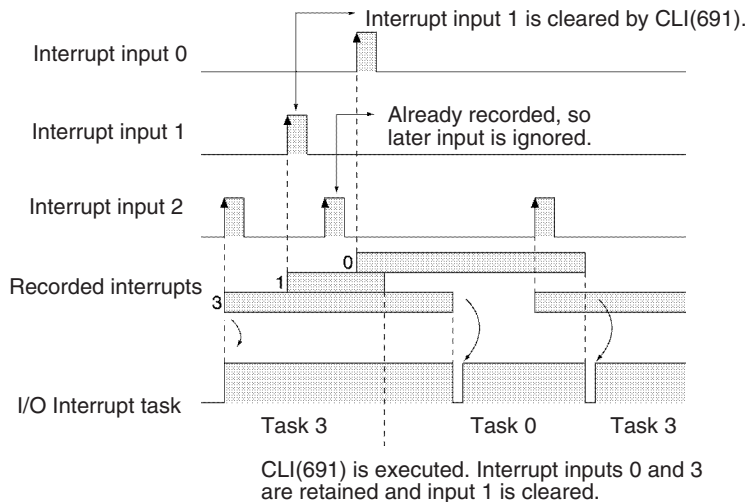 Interrupt input 1 is cleared by CLI(691).
Interrupt input 0
Interrupt input 1
Already recorded, so
later input is ignored.
Interrupt input 2
0
Recorded interrupts
1
3
I/O Interrupt task
Task 3
Task 0
Task 3
CLI(691) is executed. Interrupt inputs 0 and 3
are retained and input 1 is cleared.